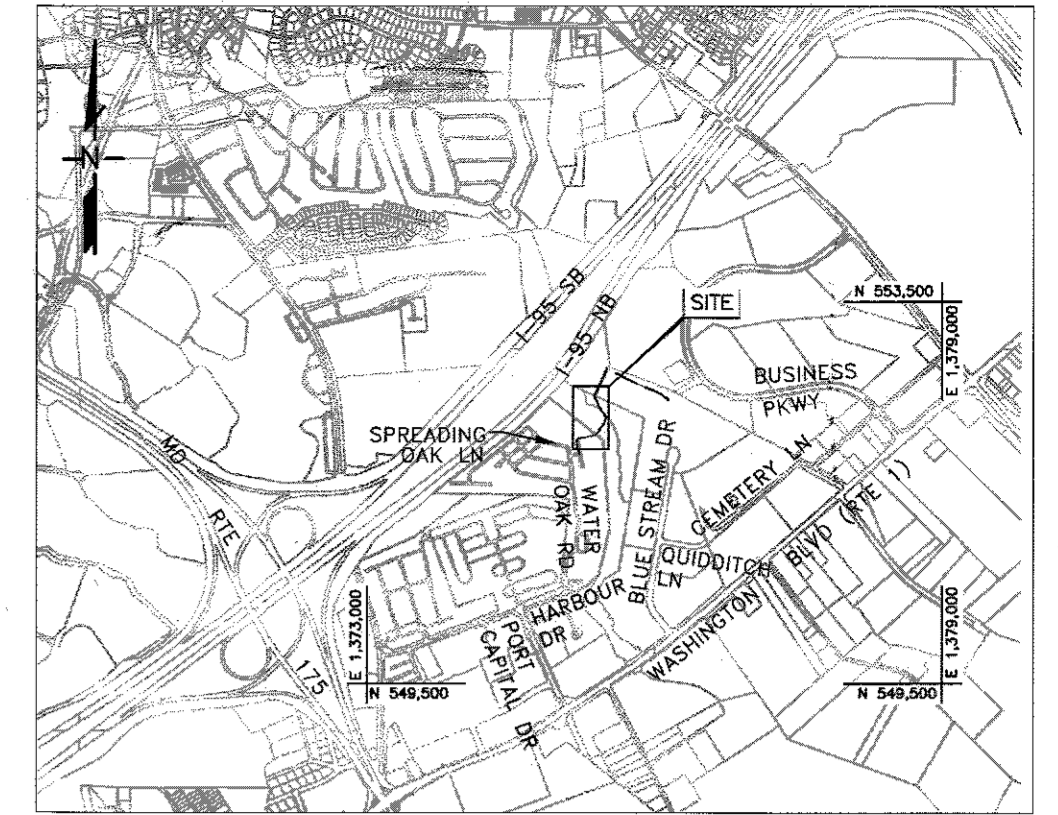 N
I-95 SB
I-95 NB
SITE
N 553,500
E 1,379,000
BUSINESS
PKWY
SPREADING
OAK LN
MD
RTE
175
WATER
OAK RD
BLUE STREAM DR
CEMETERY LN
QUIDDITCH
LN
HARBOUR
DR
WASHINGTON BLVD (RTE 1)
PORT
CAPITAL DR
E 1,373,000
N 549,500
E 1,379,000
N 549,500